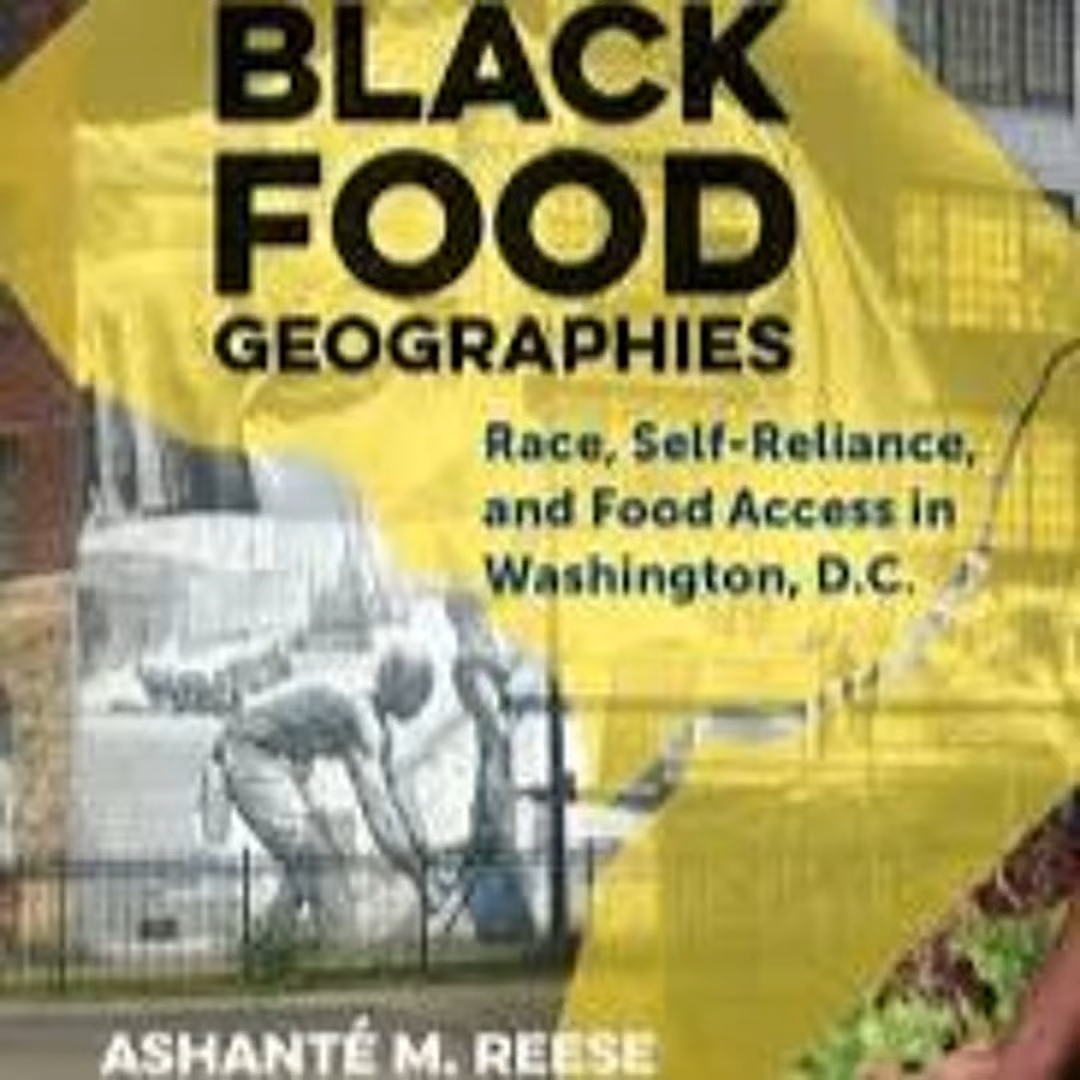 BLACK
FOOD
GEOGRAPHIES
Race, Self-Reliance,
and Food Access in
Washington, D.C.
ASHANTÉ M. REESE